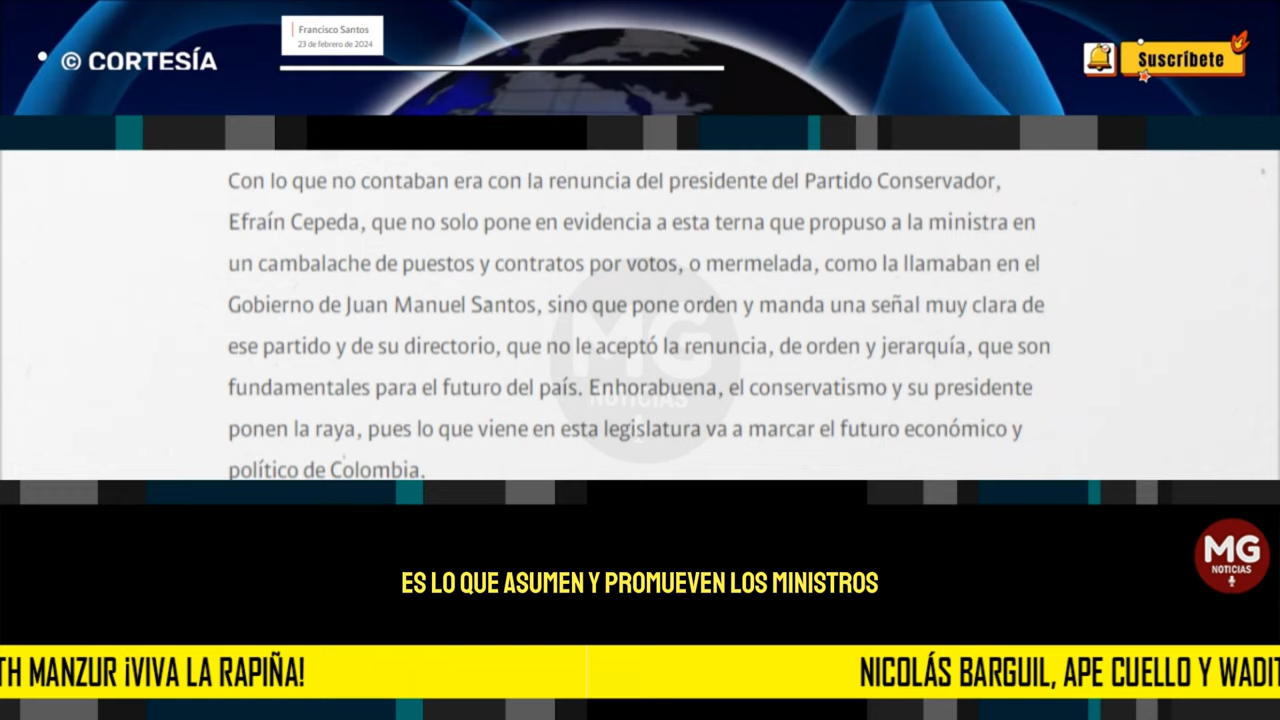 © CORTESÍA
Francisco Santos
23 de febrero de 2024
Suscríbete
Con lo que no contaban era con la renuncia del presidente del Partido Conservador,
Efraín Cepeda, que no solo pone en evidencia a esta terna que propuso a la ministra en
un cambalache de puestos y contratos por votos, o mermelada, como la llamaban en el
Gobierno de Juan Manuel Santos, sino que pone orden y manda una señal muy clara de
ese partido y de su directorio, que no le aceptó la renuncia, de orden y jerarquía, que son
fundamentales para el futuro del país. Enhorabuena, el conservatismo y su presidente
ponen la raya, pues lo que viene en esta legislatura va a marcar el futuro económico y
político de Colombia.
MG
NOTICIAS
ES LO QUE ASUMEN Y PROMUEVEN LOS MINISTROS
MG
NOTICIAS
TH MANZUR ¡VIVA LA RAPIÑA!
NICOLÁS BARGUIL, APE CUELLO Y WADIT